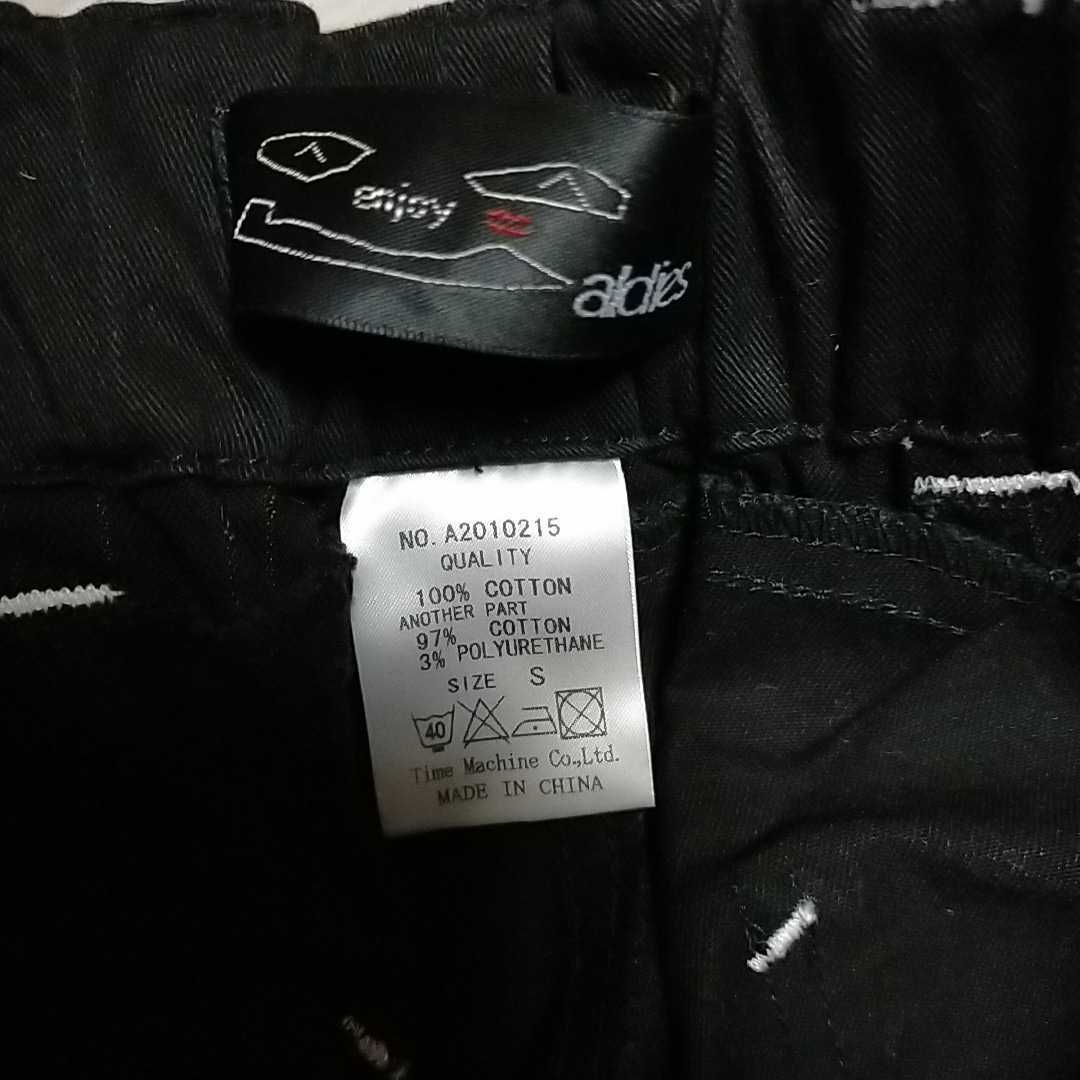 enjoy
aldies
NO. A2010215
QUALITY
100% COTTON
ANOTHER PART
97% COTTON
3% POLYURETHANE
SIZE S
40
Time Machine Co.,Ltd.
MADE IN CHINA